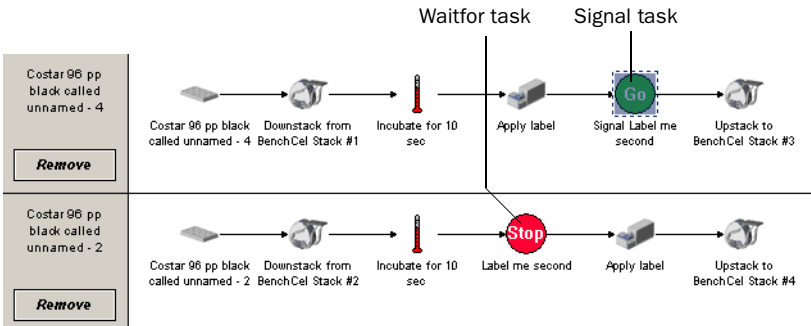 Waitfor task Signal task
Costar 96 pp
black called
unnamed - 4
Remove
Costar 96 pp black
called unnamed - 4
Downstack from
BenchCel Stack #1
Incubate for 10
sec
Apply label
Go
Signal Label me
second
Upstack to
BenchCel Stack #3
Costar 96 pp
black called
unnamed - 2
Remove
Costar 96 pp black
called unnamed - 2
Downstack from
BenchCel Stack #2
Incubate for 10
sec
Stop
Label me second
Apply label
Upstack to
BenchCel Stack #4